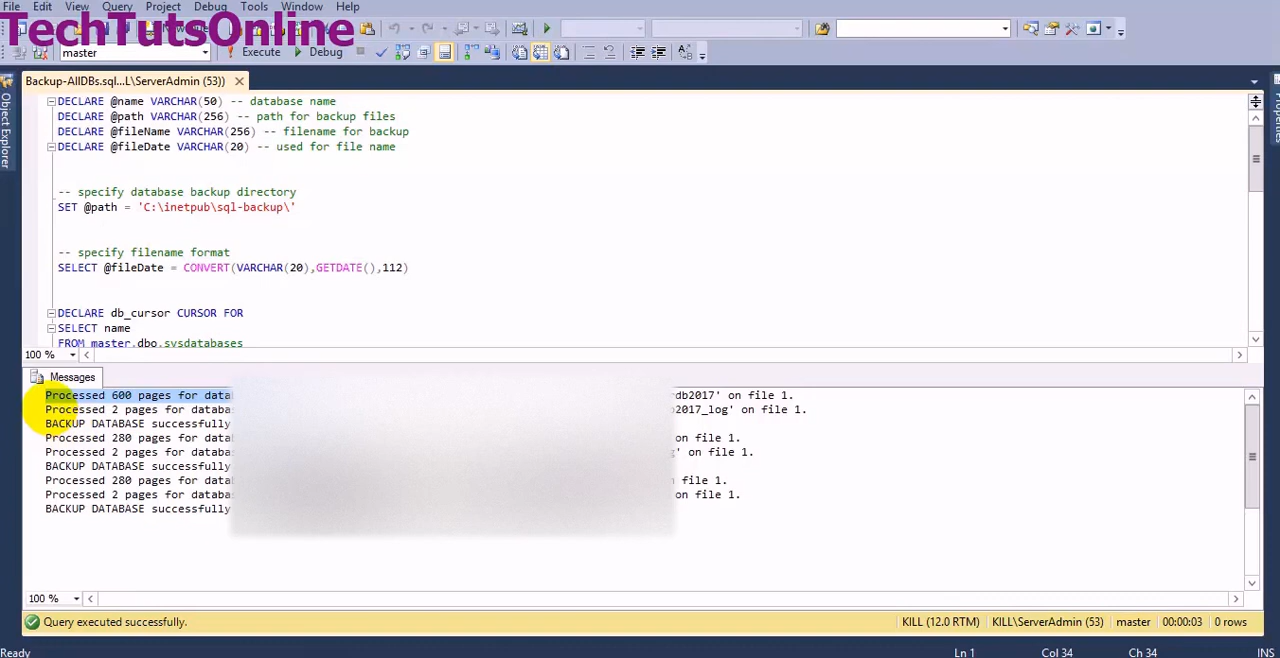 File Edit View Query Project Debug Tools Window Help
TechTutsOnline
master Execute Debug
Backup-AllDBs.sql...L\ServerAdmin (53))
Object Explorer
Properties
DECLARE @name VARCHAR(50) -- database name
DECLARE @path VARCHAR(256) -- path for backup files
DECLARE @fileName VARCHAR(256) -- filename for backup
DECLARE @fileDate VARCHAR(20) -- used for file name
-- specify database backup directory
SET @path = 'C:\inetpub\sql-backup\'
-- specify filename format
SELECT @fileDate = CONVERT(VARCHAR(20),GETDATE(),112)
DECLARE db_cursor CURSOR FOR
SELECT name
FROM master.dbo.sysdatabases
100 %
Messages
Processed 600 pages for db2017' on file 1.
Processed 2 pages for b2017_log' on file 1.
BACKUP DATABASE successfully
Processed 280 pages for on file 1.
Processed 2 pages for on file 1.
BACKUP DATABASE successfully
Processed 280 pages for file 1.
Processed 2 pages for on file 1.
BACKUP DATABASE successfully
100 %
Query executed successfully. KILL (12.0 RTM) KILL\ServerAdmin (53) master 00:00:03 0 rows
Ready Ln 1 Col 34 Ch 34 INS